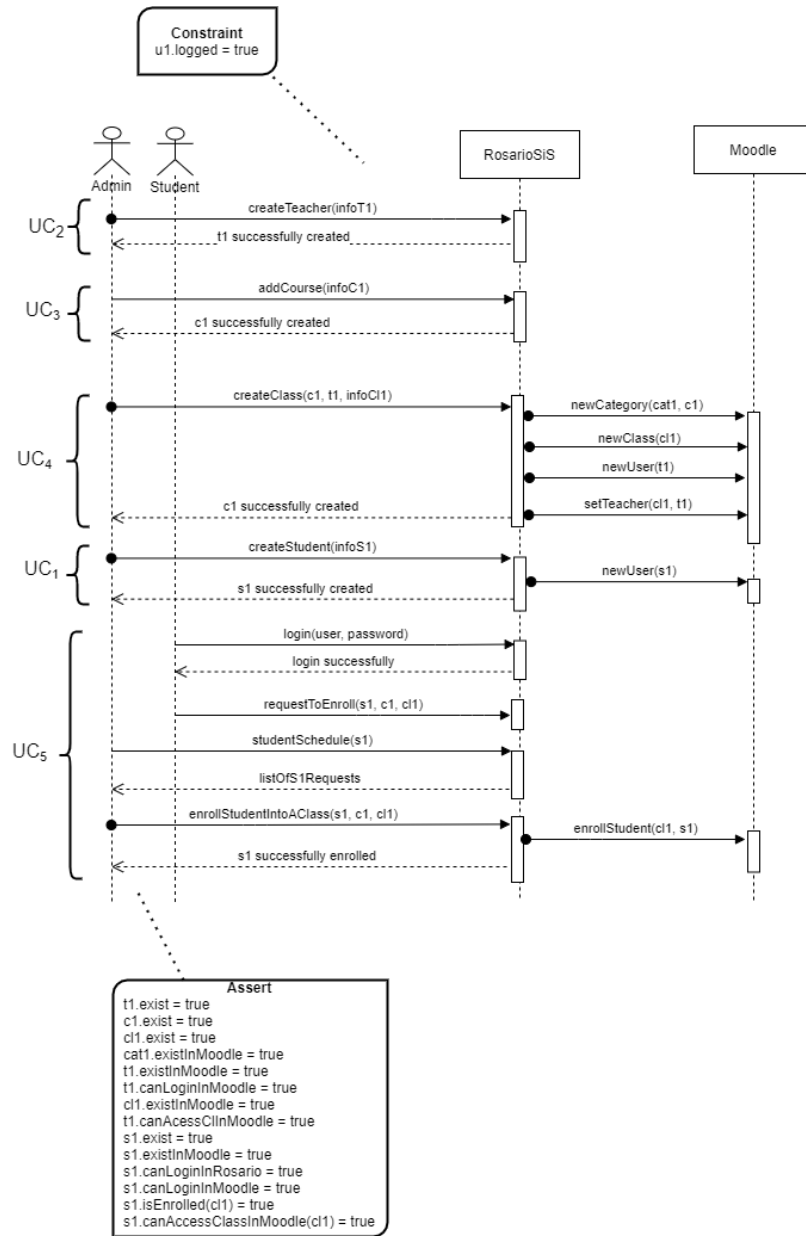 Constraint
u1.logged = true
RosarioSiS
Moodle
Admin
Student
UC2
createTeacher(infoT1)
t1 successfully created
UC3
addCourse(infoC1)
c1 successfully created
UC4
createClass(c1, t1, infoCl1)
newCategory(cat1, c1)
newClass(cl1)
newUser(t1)
setTeacher(cl1, t1)
c1 successfully created
UC1
createStudent(infoS1)
newUser(s1)
s1 successfully created
UC5
login(user, password)
login successfully
requestToEnroll(s1, c1, cl1)
studentSchedule(s1)
listOfS1Requests
enrollStudentIntoAClass(s1, c1, cl1)
enrollStudent(cl1, s1)
s1 successfully enrolled
Assert
t1.exist = true
c1.exist = true
cl1.exist = true
cat1.existInMoodle = true
t1.existInMoodle = true
t1.canLoginInMoodle = true
cl1.existInMoodle = true
t1.canAcessClInMoodle = true
s1.exist = true
s1.existInMoodle = true
s1.canLoginInRosario = true
s1.canLoginInMoodle = true
s1.isEnrolled(cl1) = true
s1.canAccessClassInMoodle(cl1) = true